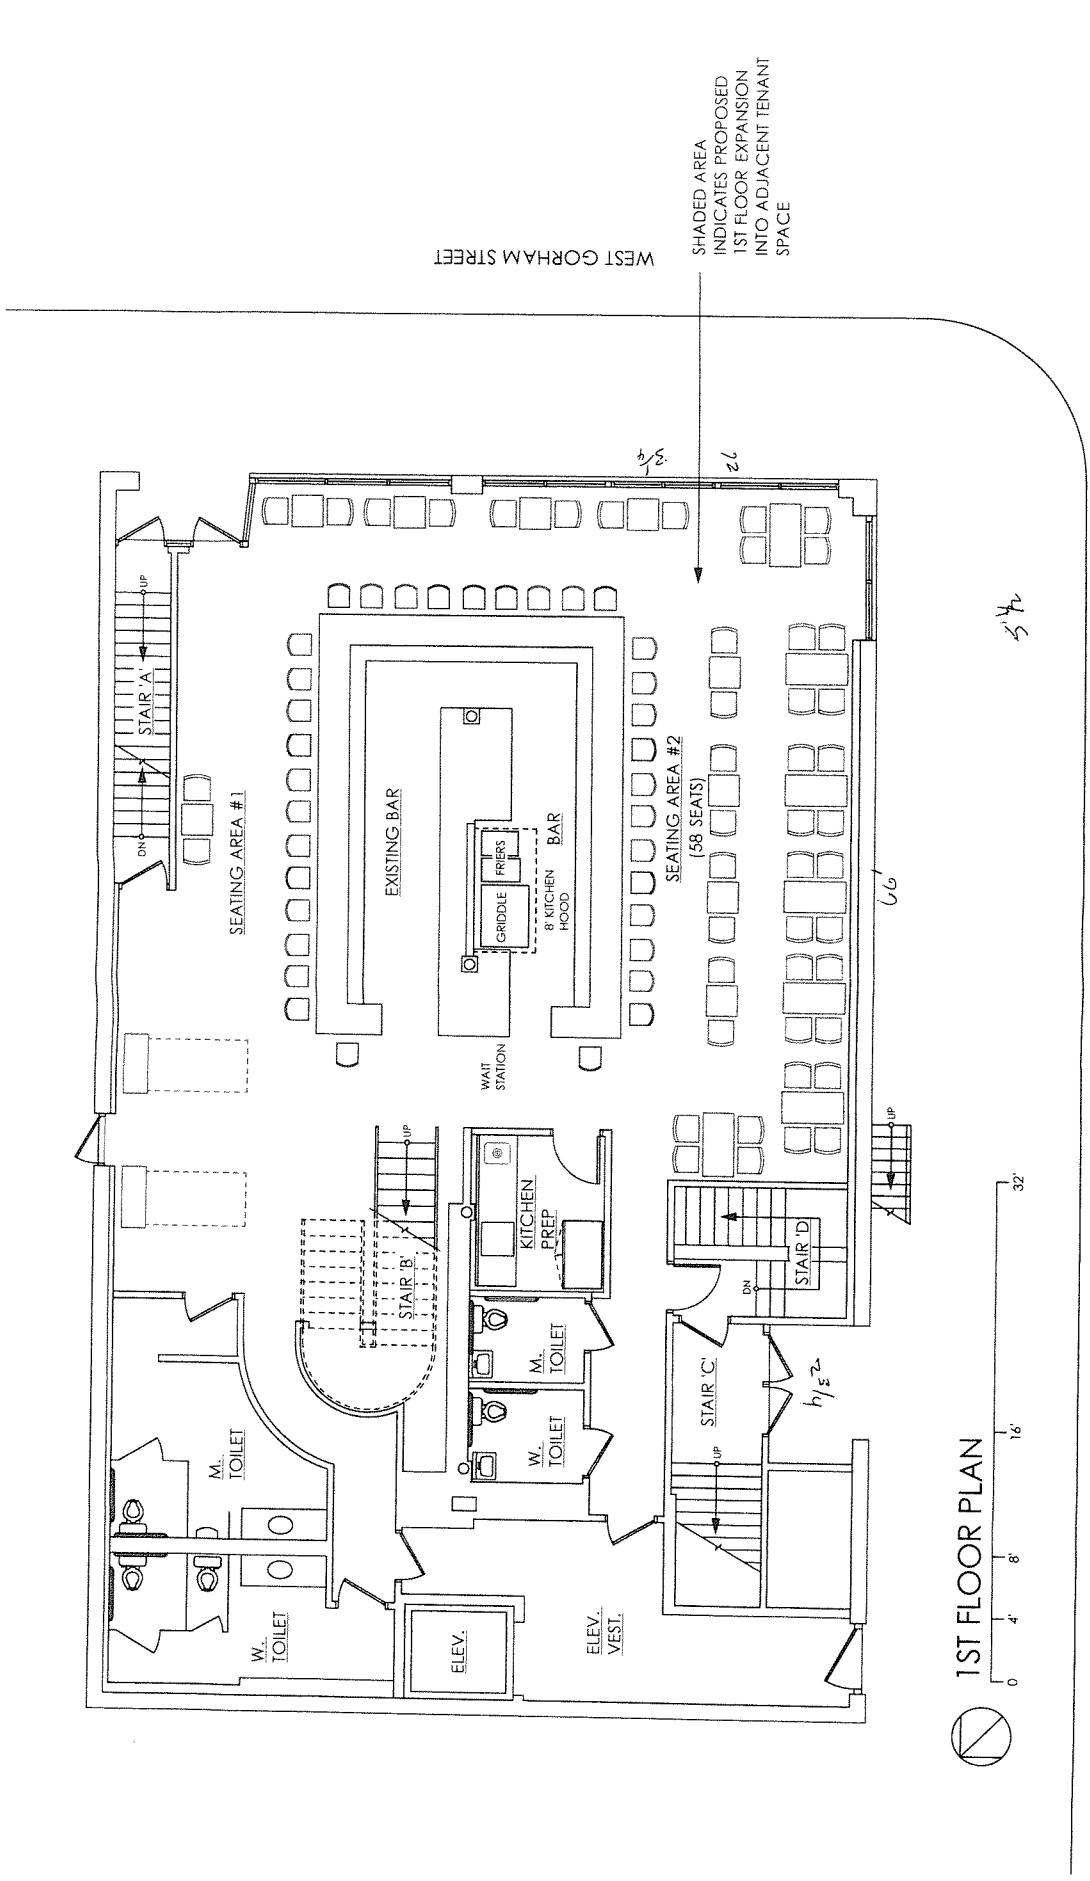 WEST GORHAM STREET
SHADED AREA
INDICATES PROPOSED
1ST FLOOR EXPANSION
INTO ADJACENT TENANT
SPACE
UP
STAIR 'A'
DN
SEATING AREA #1
EXISTING BAR
GRIDDLE
FRIERS
8' KITCHEN
HOOD
BAR
SEATING AREA #2
(58 SEATS)
WAIT
STATION
UP
STAIR 'B'
KITCHEN
PREP
M.
TOILET
W.
TOILET
M.
TOILET
W.
TOILET
ELEV.
ELEV.
VEST.
UP
STAIR 'C'
DN
STAIR 'D
UP
66'
1ST FLOOR PLAN
0
4'
8'
16'
32'